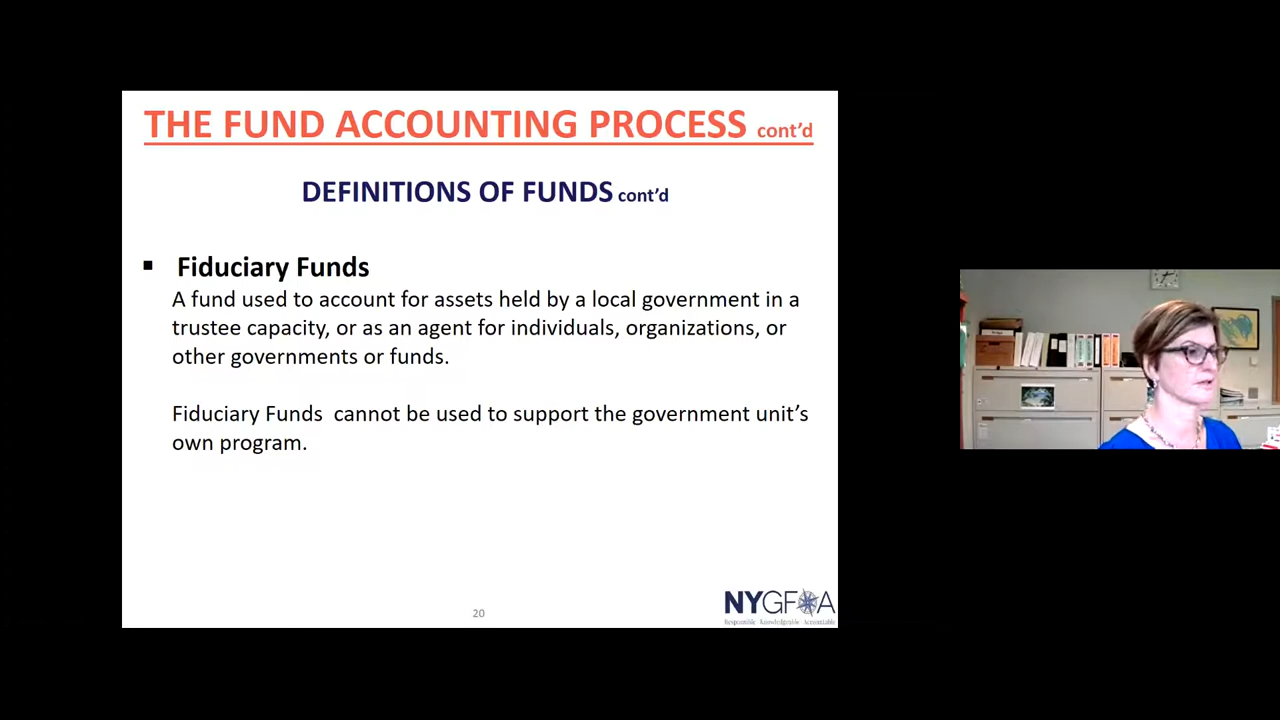 THE FUND ACCOUNTING PROCESS cont’d
DEFINITIONS OF FUNDS cont’d
▪ Fiduciary Funds
A fund used to account for assets held by a local government in a
trustee capacity, or as an agent for individuals, organizations, or
other governments or funds.
Fiduciary Funds cannot be used to support the government unit’s
own program.
20
NYGFOA
Responsible Knowledgeable Accountable